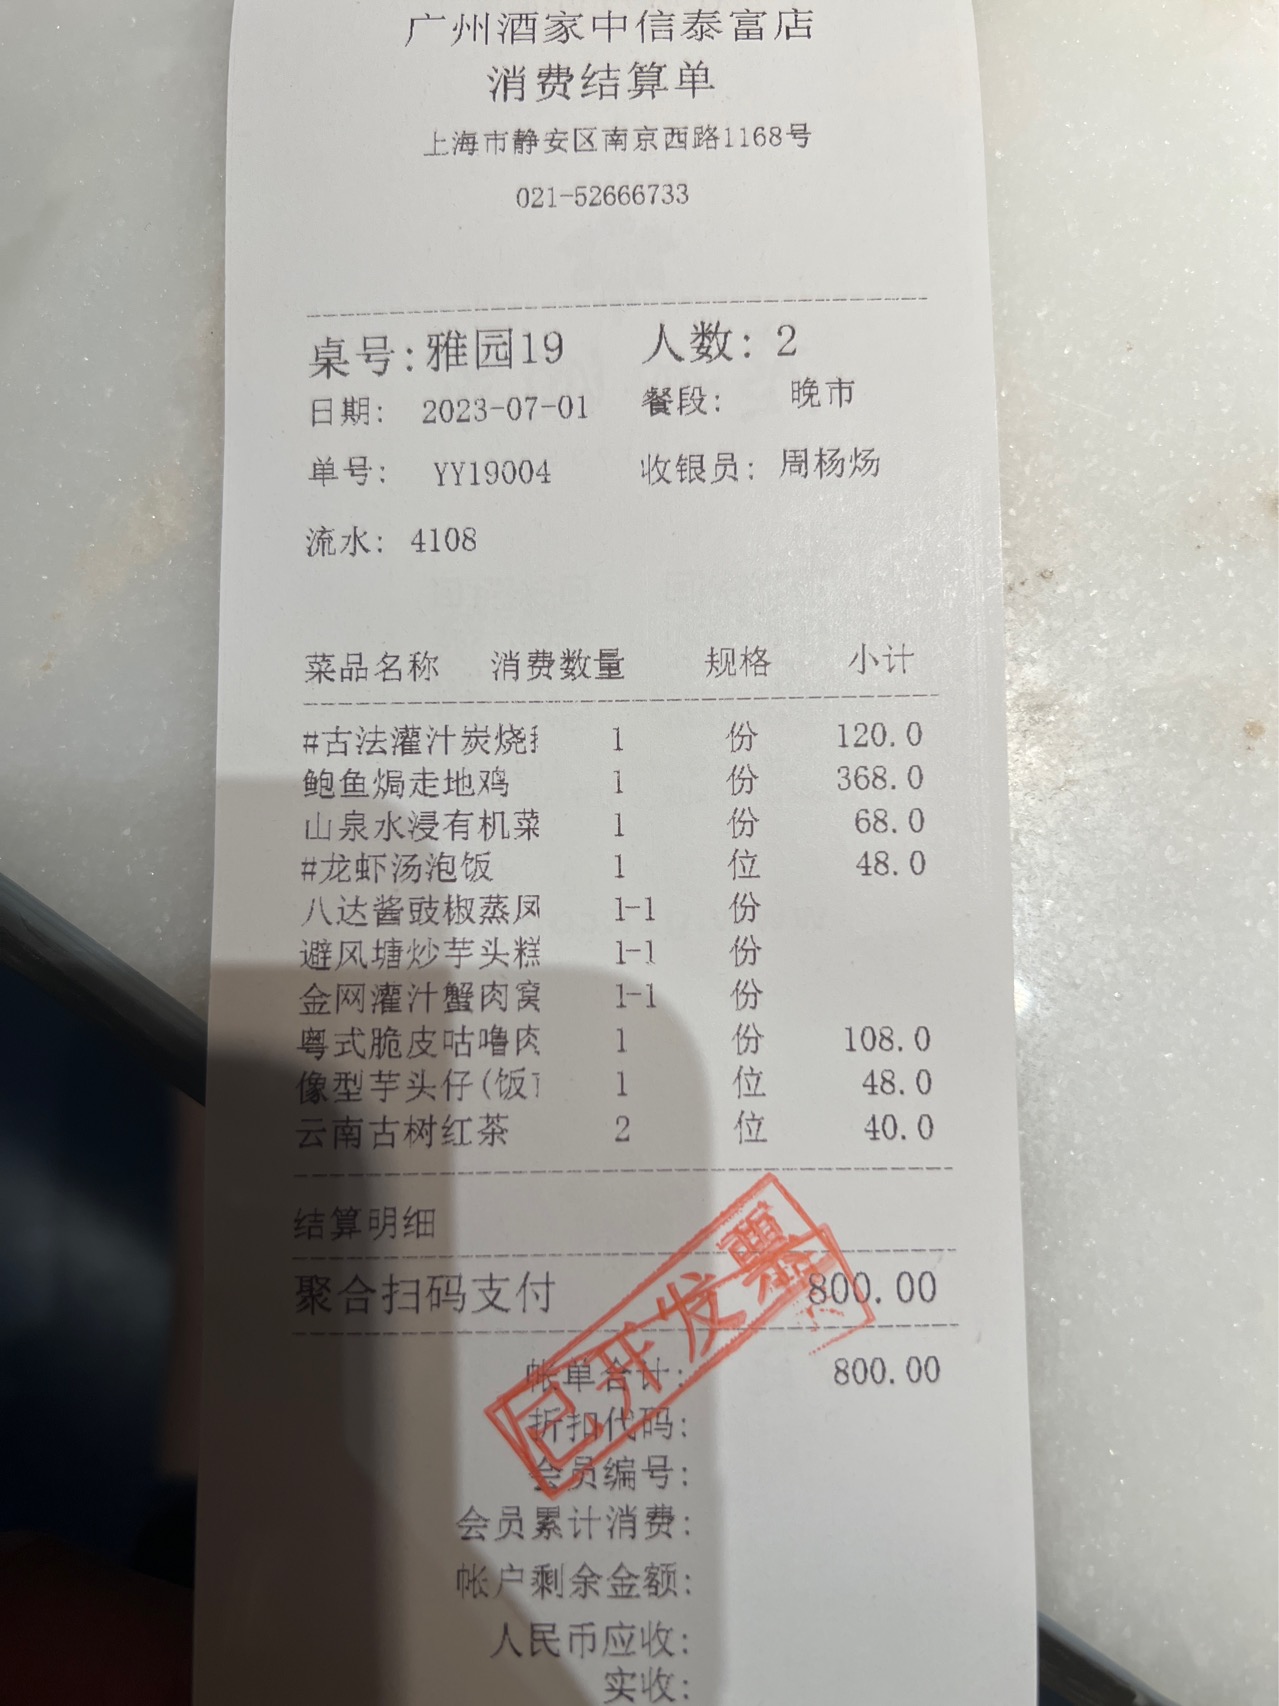 广州酒家中信泰富店
消费结算单
上海市静安区南京西路1168号
021-52666733
桌号:雅园19 人数: 2
日期: 2023-07-01 餐段: 晚市
单号: YY19004 收银员: 周杨炀
流水: 4108
菜品名称 消费数量 规格 小计
#古法灌汁炭烧 1 份 120.0
鲍鱼焗走地鸡 1 份 368.0
山泉水浸有机菜 1 份 68.0
#龙虾汤泡饭 1 位 48.0
八达酱豉椒蒸凤 1-1 份
避风塘炒芋头糕 1-1 份
金网灌汁蟹肉窝 1-1 份
粤式脆皮咕噜肉 1 份 108.0
像型芋头仔(饭 1 位 48.0
云南古树红茶 2 位 40.0
结算明细
聚合扫码支付 800.00
已开发票
帐单合计: 800.00
折扣代码:
会员编号:
会员累计消费:
帐户剩余金额:
人民币应收:
实收: